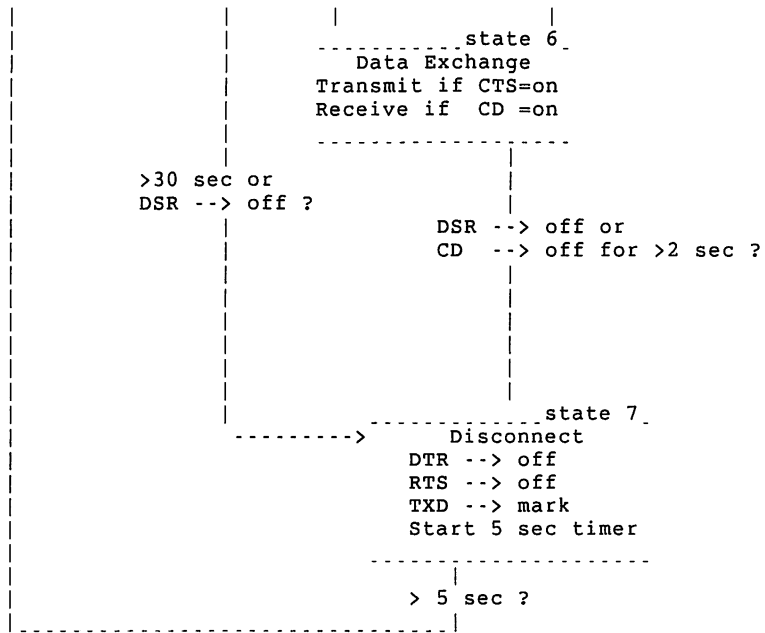 state 6
Data Exchange
Transmit if CTS=on
Receive if CD =on
>30 sec or
DSR --> off ?
DSR --> off or
CD --> off for >2 sec ?
state 7
Disconnect
DTR --> off
RTS --> off
TXD --> mark
Start 5 sec timer
> 5 sec ?